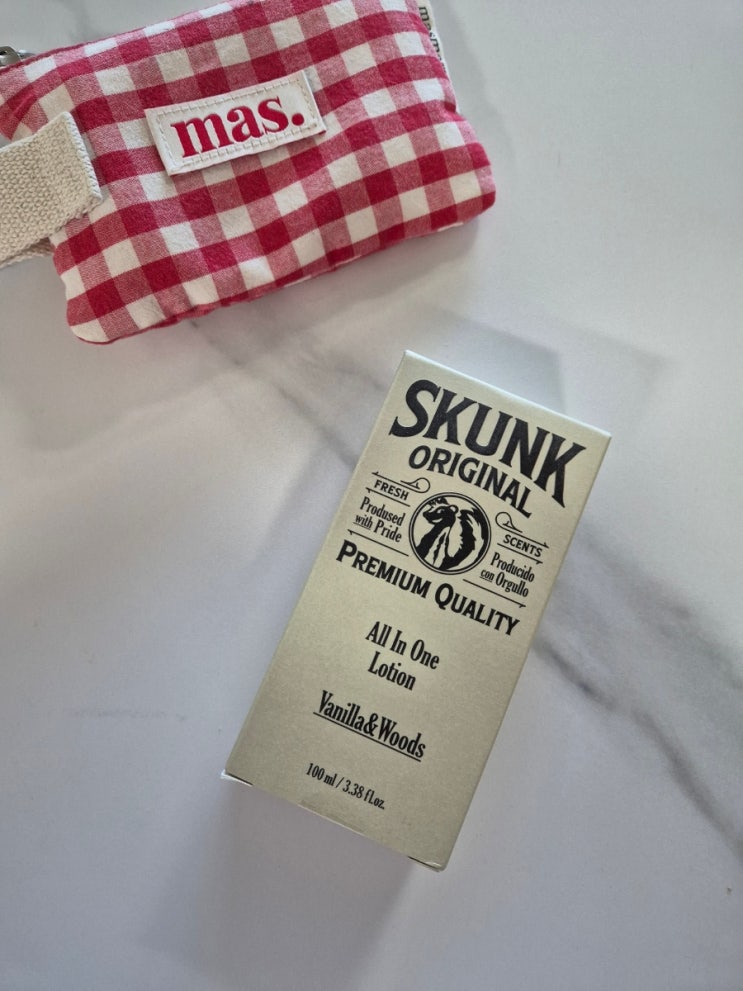 mas.
SKUNK
ORIGINAL
FRESH
Prodused
with Pride
SCENTS
Producido
con Orgullo
PREMIUM QUALITY
All In One
Lotion
Vanilla&Woods
100 ml / 3.38 fl.oz.